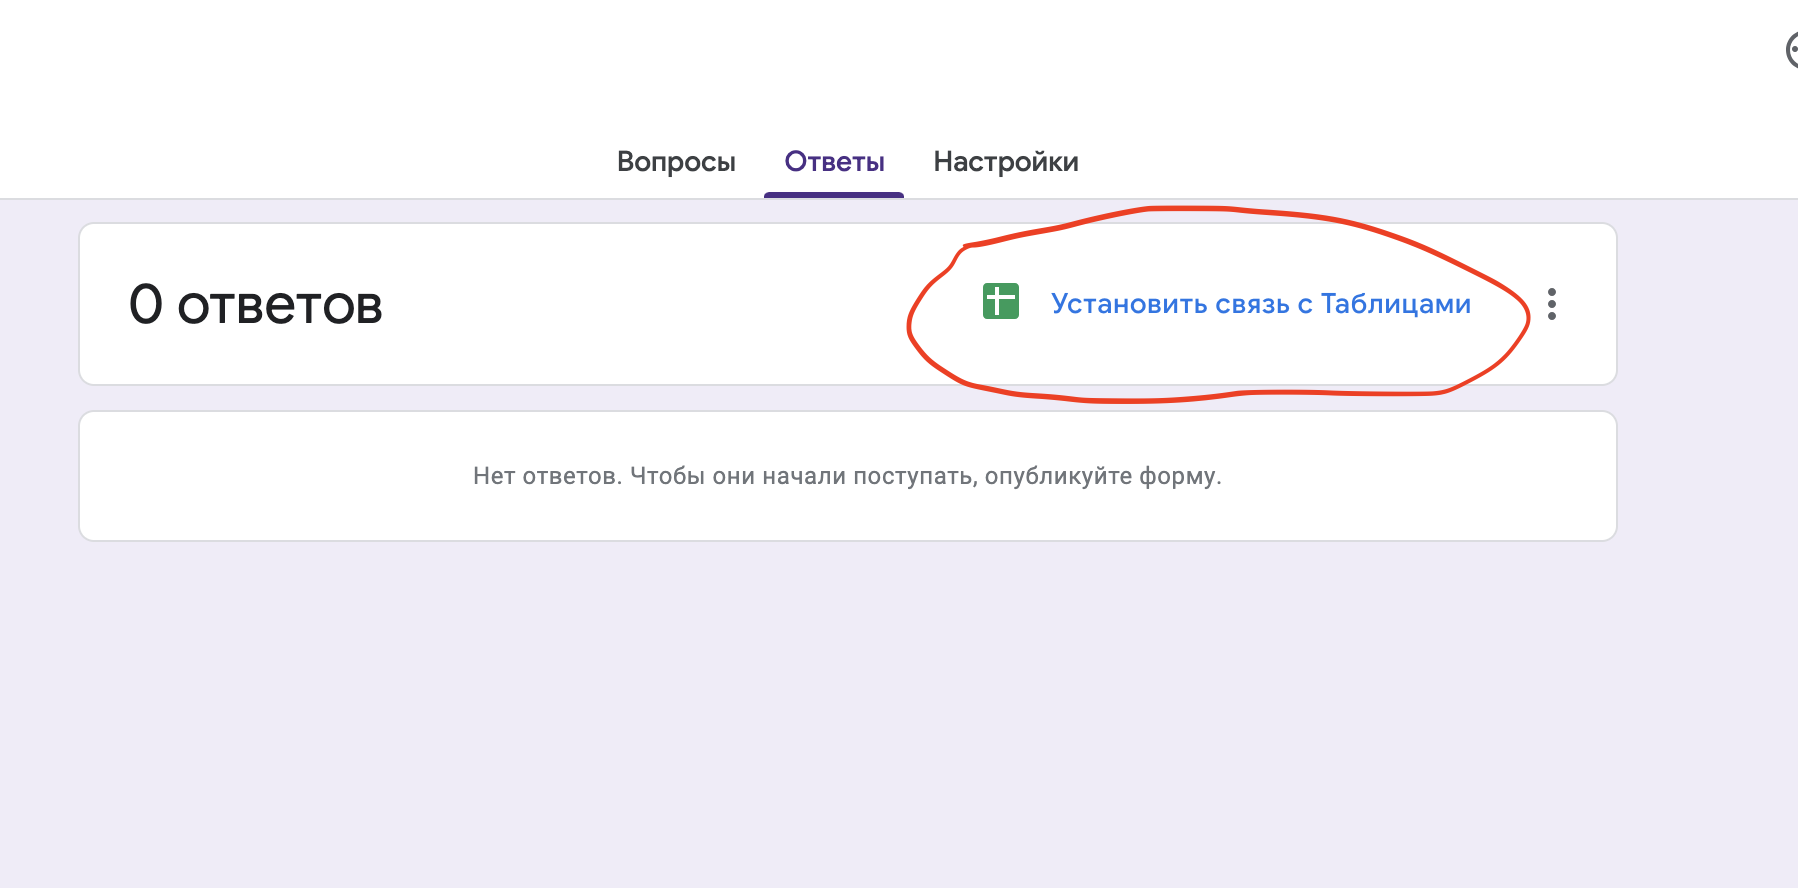 Вопросы Ответы Настройки
0 ответов Установить связь с Таблицами
Нет ответов. Чтобы они начали поступать, опубликуйте форму.